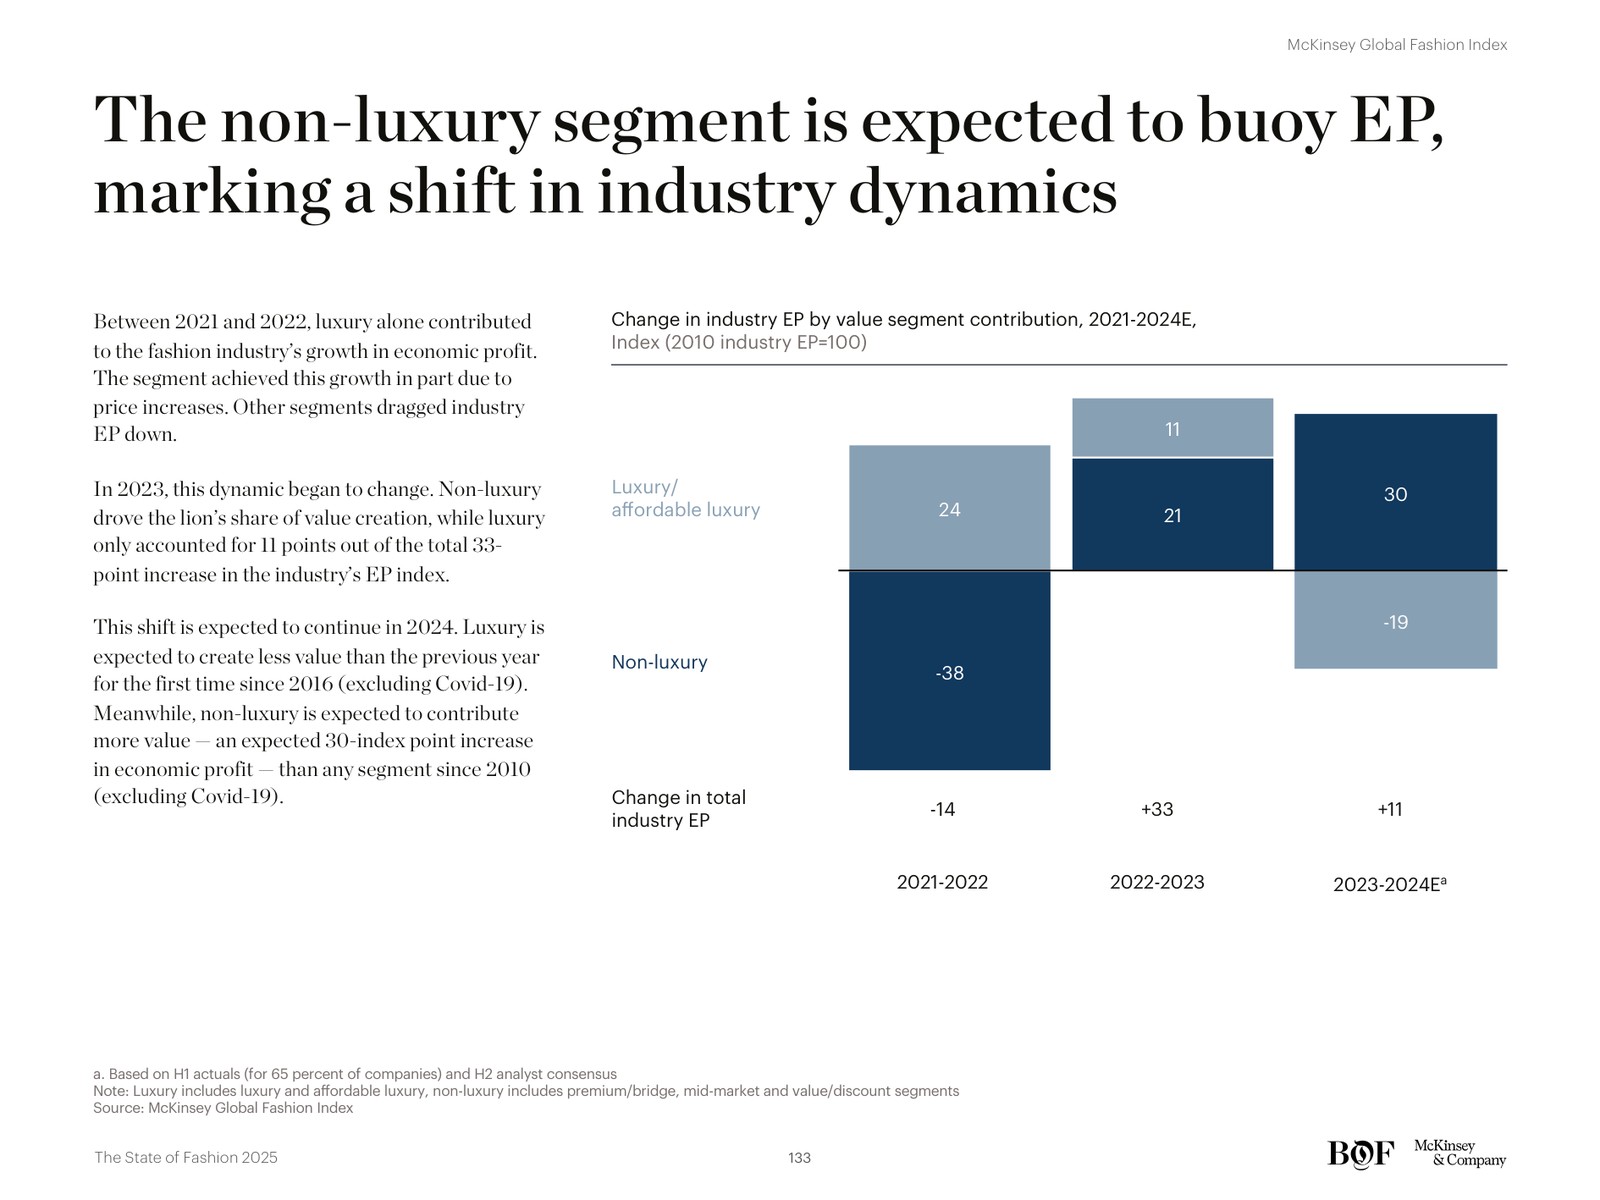 McKinsey Global Fashion Index
The non-luxury segment is expected to buoy EP,
marking a shift in industry dynamics
Between 2021 and 2022, luxury alone contributed
to the fashion industry's growth in economic profit.
The segment achieved this growth in part due to
price increases. Other segments dragged industry
EP down.
In 2023, this dynamic began to change. Non-luxury
drove the lion's share of value creation, while luxury
only accounted for 11 points out of the total 33-
point increase in the industry's EP index.
This shift is expected to continue in 2024. Luxury is
expected to create less value than the previous year
for the first time since 2016 (excluding Covid-19).
Meanwhile, non-luxury is expected to contribute
more value — an expected 30-index point increase
in economic profit — than any segment since 2010
(excluding Covid-19).
Change in industry EP by value segment contribution, 2021-2024E,
Index (2010 industry EP=100)
Luxury/
affordable luxury
24
11
21
30
Non-luxury
-38
-19
Change in total
industry EP
-14
+33
+11
2021-2022
2022-2023
2023-2024Eᵃ
a. Based on H1 actuals (for 65 percent of companies) and H2 analyst consensus
Note: Luxury includes luxury and affordable luxury, non-luxury includes premium/bridge, mid-market and value/discount segments
Source: McKinsey Global Fashion Index
The State of Fashion 2025
133
BOF
McKinsey
& Company